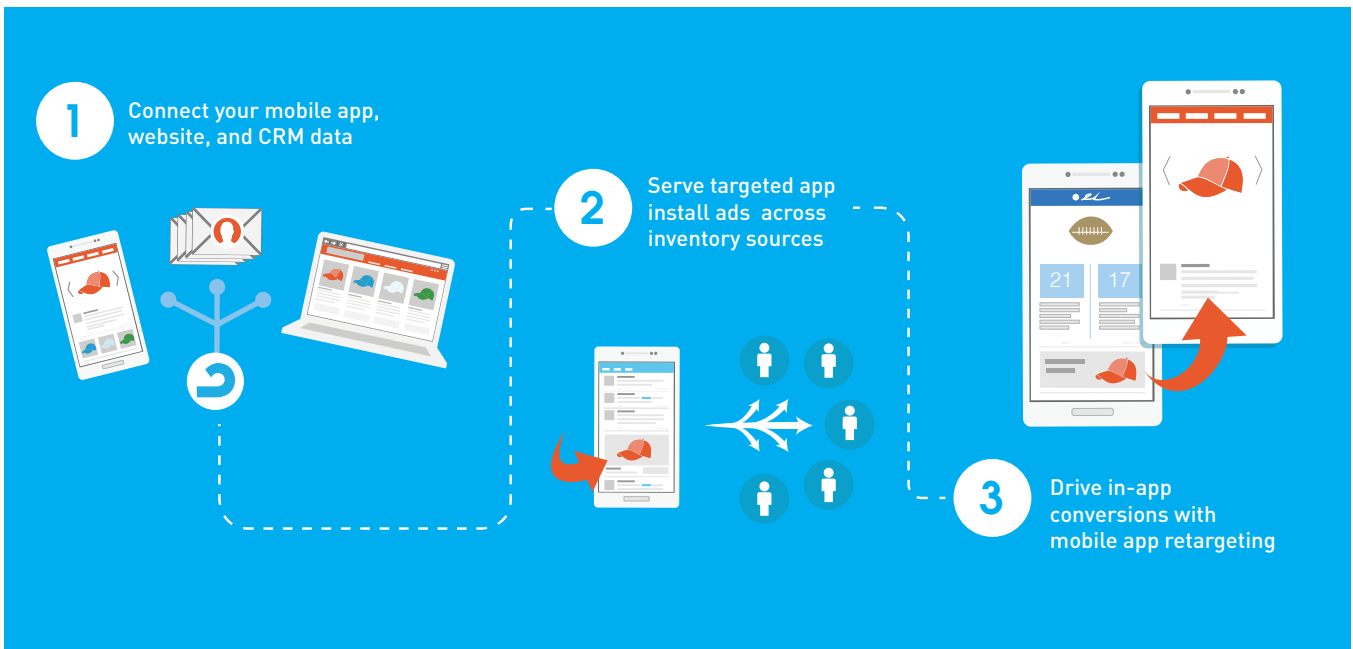 1
Connect your mobile app,
website, and CRM data
2
Serve targeted app
install ads across
inventory sources
21
17
3
Drive in-app
conversions with
mobile app retargeting